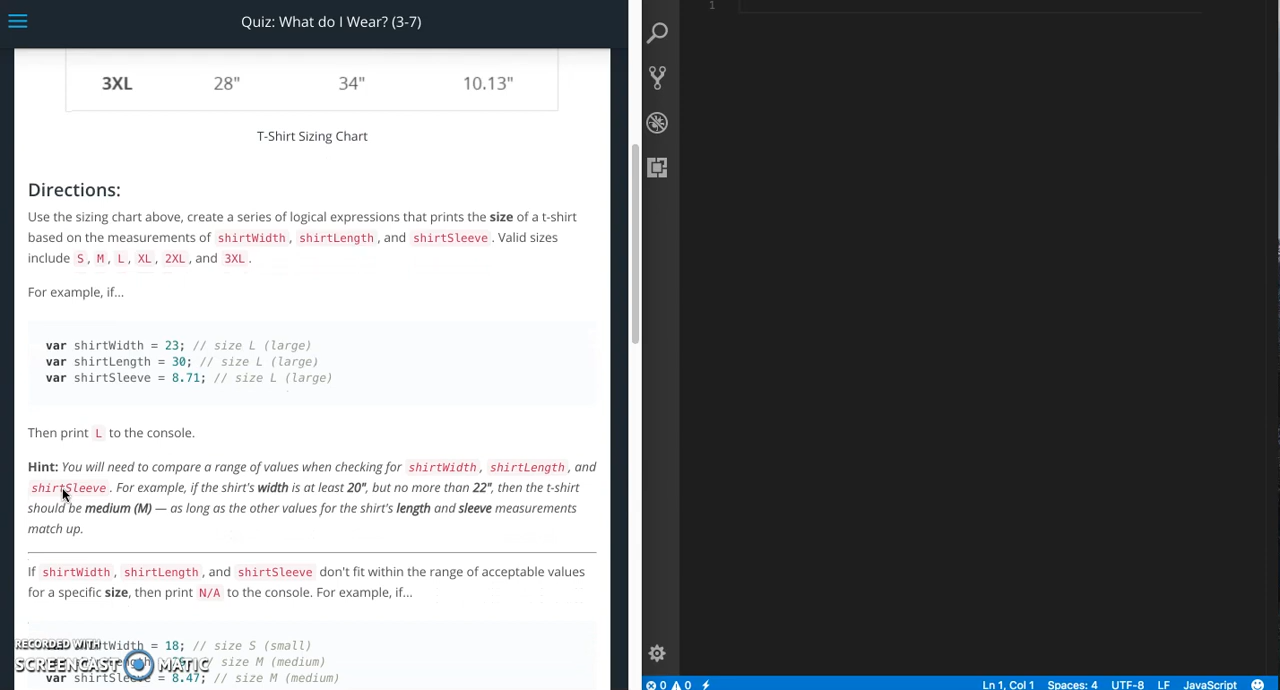 Quiz: What do I Wear? (3-7)
3XL 28" 34" 10.13"
T-Shirt Sizing Chart
Directions:
Use the sizing chart above, create a series of logical expressions that prints the size of a t-shirt
based on the measurements of shirtWidth, shirtLength, and shirtSleeve. Valid sizes
include S, M, L, XL, 2XL, and 3XL.
For example, if...
var shirtWidth = 23; // size L (large)
var shirtLength = 30; // size L (large)
var shirtSleeve = 8.71; // size L (large)
Then print L to the console.
Hint: You will need to compare a range of values when checking for shirtWidth, shirtLength, and
shirtSleeve. For example, if the shirt's width is at least 20", but no more than 22", then the t-shirt
should be medium (M) — as long as the other values for the shirt's length and sleeve measurements
match up.
If shirtWidth, shirtLength, and shirtSleeve don't fit within the range of acceptable values
for a specific size, then print N/A to the console. For example, if...
rtWidth = 18; // size S (small)
// size M (medium)
var shirtSleeve = 8.47; // size M (medium)
RECORDED WITH
SCREENCAST MATIC
1
0 0
Ln 1, Col 1 Spaces: 4 UTF-8 LF JavaScript